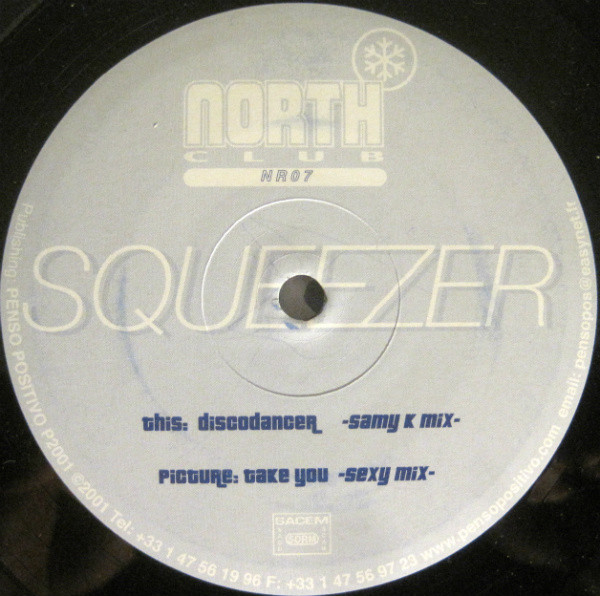 NORTH
CLUB
NR07
SQUEEZER
this: discodancer -samy k mix-
picture: take you -sexy mix-
SACEM
SDRM
Publishing PENSO POSITIVO P2001 ©2001 Tel: +33 1 47 56 19 96 F: +33 1 47 56 97 23 www.pensopositivo.com email: pensopos@easynet.fr